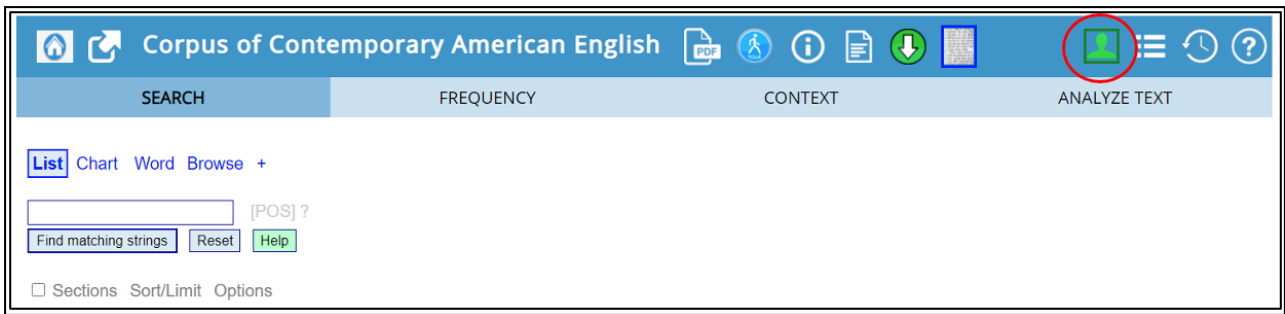 Corpus of Contemporary American English PDF TOUR i ?
SEARCH FREQUENCY CONTEXT ANALYZE TEXT
List Chart Word Browse +
[POS] ?
Find matching strings Reset Help
Sections Sort/Limit Options